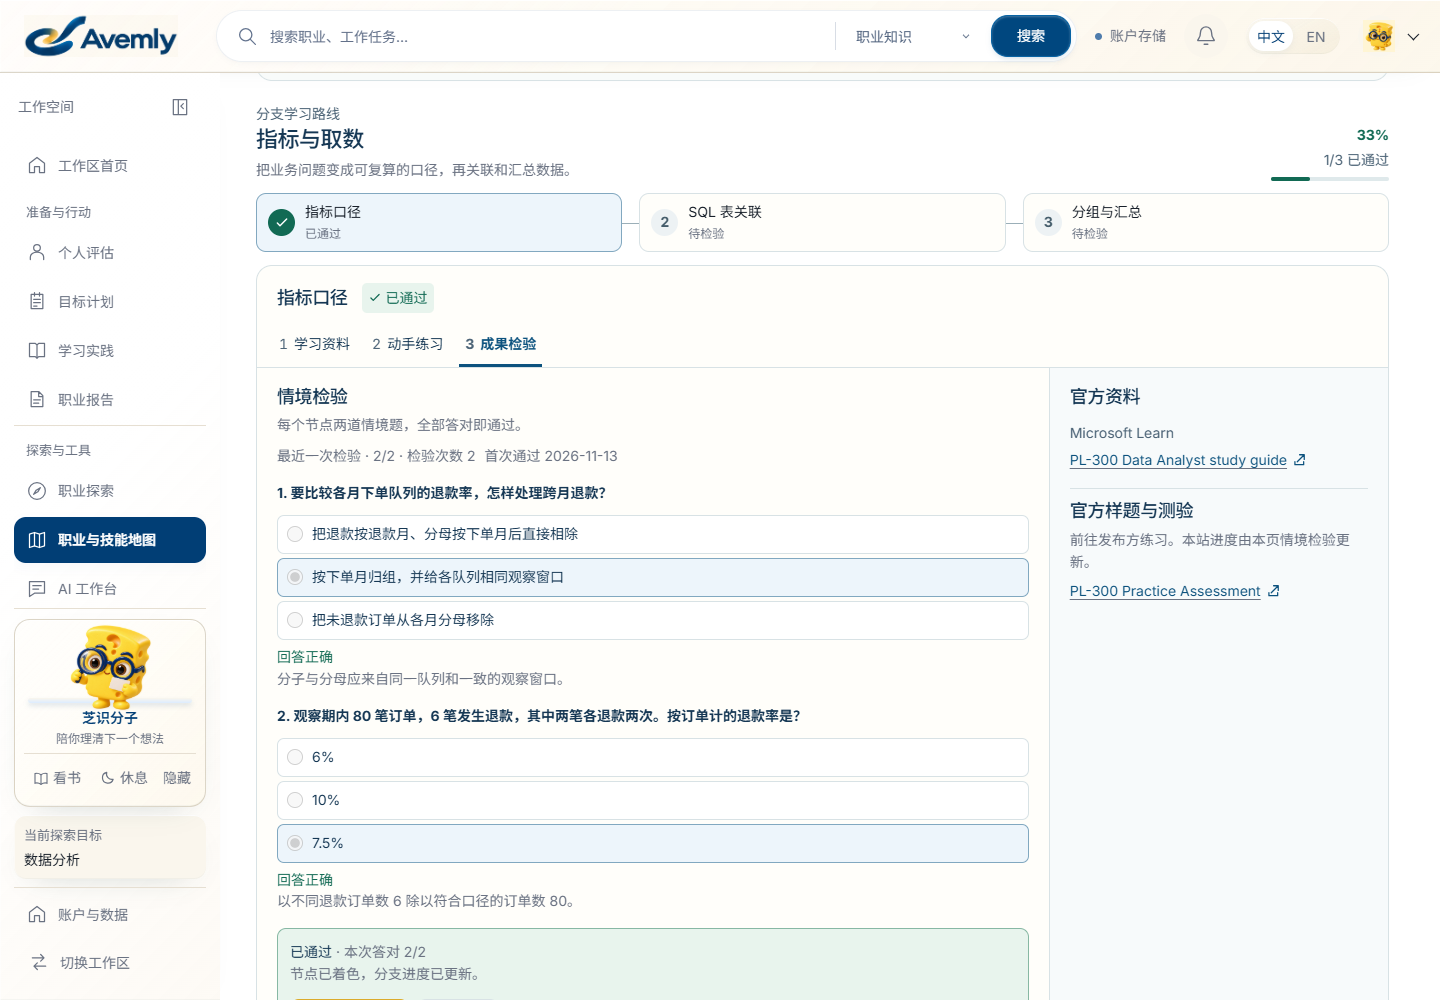 Avemly
搜索职业、工作任务...
职业知识
搜索
账户存储
中文
EN
工作空间
工作区首页
准备与行动
个人评估
目标计划
学习实践
职业报告
探索与工具
职业探索
职业与技能地图
AI 工作台
芝识分子
陪你理清下一个想法
看书
休息
隐藏
当前探索目标
数据分析
账户与数据
切换工作区
分支学习路线
指标与取数
把业务问题变成可复算的口径，再关联和汇总数据。
33%
1/3 已通过
指标口径
已通过
2
SQL 表关联
待检验
3
分组与汇总
待检验
指标口径
已通过
1 学习资料
2 动手练习
3 成果检验
情境检验
每个节点两道情境题，全部答对即通过。
最近一次检验 · 2/2 · 检验次数 2 首次通过 2026-11-13
1. 要比较各月下单队列的退款率，怎样处理跨月退款？
把退款按退款月、分母按下单月后直接相除
按下单月归组，并给各队列相同观察窗口
把未退款订单从各月分母移除
回答正确
分子与分母应来自同一队列和一致的观察窗口。
2. 观察期内 80 笔订单，6 笔发生退款，其中两笔各退款两次。按订单计的退款率是？
6%
10%
7.5%
回答正确
以不同退款订单数 6 除以符合口径的订单数 80。
已通过 · 本次答对 2/2
节点已着色，分支进度已更新。
官方资料
Microsoft Learn
PL-300 Data Analyst study guide
官方样题与测验
前往发布方练习。本站进度由本页情境检验更
新。
PL-300 Practice Assessment